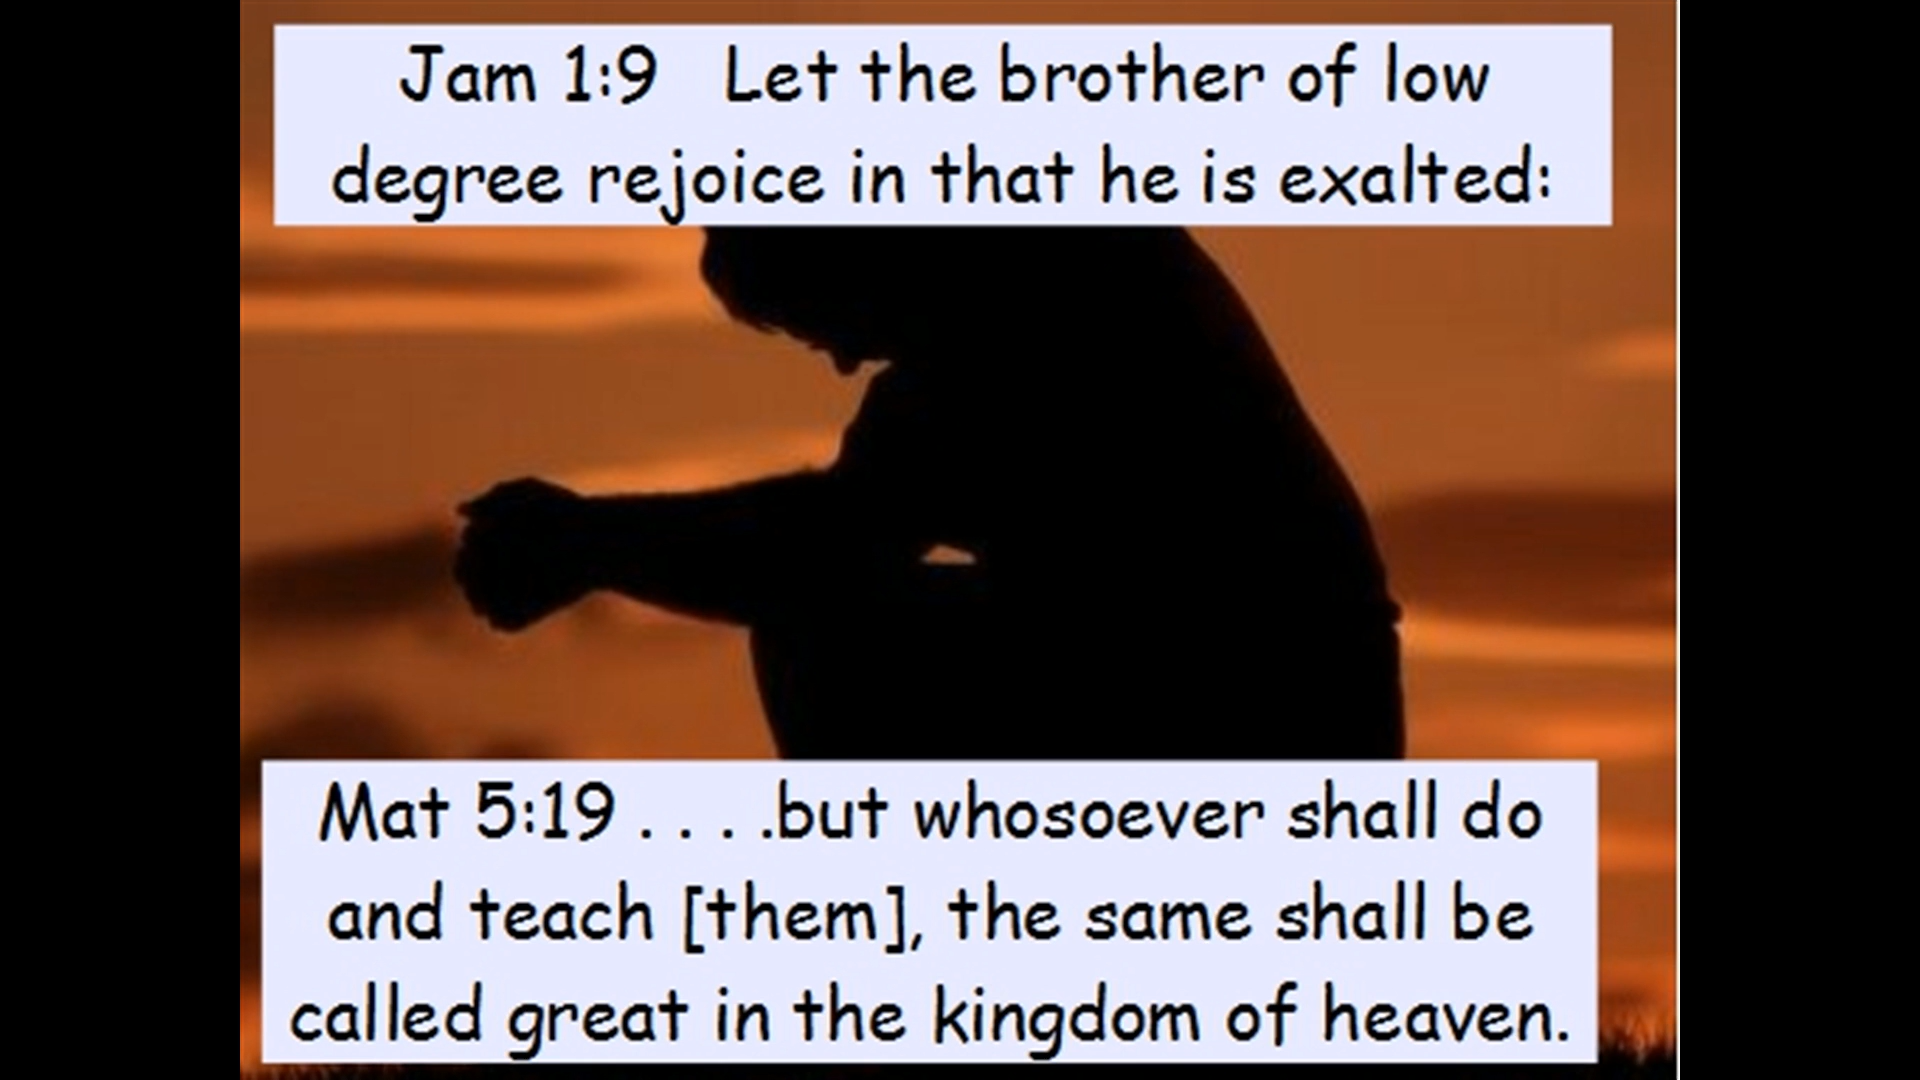 Jam 1:9   Let the brother of low
degree rejoice in that he is exalted:
Mat 5:19 . . . .but whosoever shall do
and teach [them], the same shall be
called great in the kingdom of heaven.